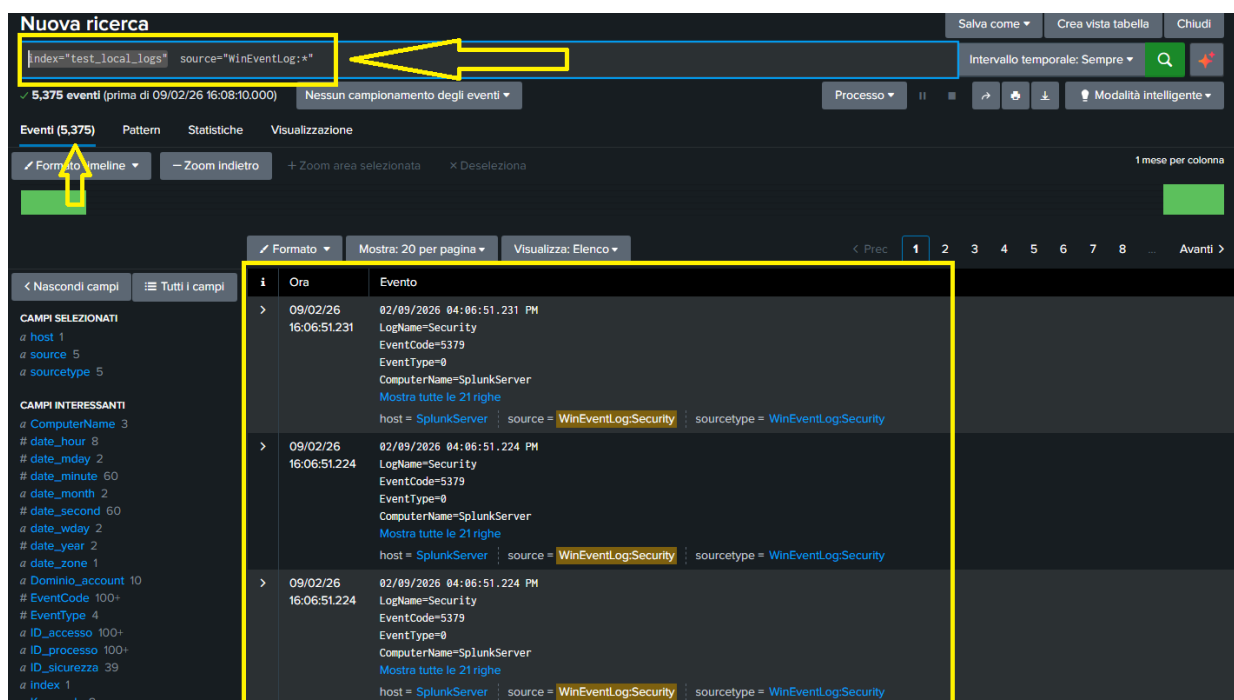 Nuova ricerca
Salva come ▾ Crea vista tabella Chiudi
index="test_local_logs" source="WinEventLog:*"
Intervallo temporale: Sempre ▾
✓ 5,375 eventi (prima di 09/02/26 16:08:10.000) Nessun campionamento degli eventi ▾
Processo ▾ Modalità intelligente ▾
Eventi (5,375) Pattern Statistiche Visualizzazione
Formato timeline ▾ — Zoom indietro + Zoom area selezionata × Deseleziona
1 mese per colonna
Formato ▾ Mostra: 20 per pagina ▾ Visualizza: Elenco ▾
< Prec 1 2 3 4 5 6 7 8 ... Avanti >
< Nascondi campi Tutti i campi
CAMPI SELEZIONATI
a host 1
a source 5
a sourcetype 5
CAMPI INTERESSANTI
a ComputerName 3
# date_hour 8
# date_mday 2
# date_minute 60
a date_month 2
# date_second 60
a date_wday 2
# date_year 2
a date_zone 1
a Dominio_account 10
# EventCode 100+
# EventType 4
a ID_accesso 100+
a ID_processo 100+
a ID_sicurezza 39
a index 1
i Ora Evento
> 09/02/26 02/09/2026 04:06:51.231 PM
16:06:51.231 LogName=Security
EventCode=5379
EventType=0
ComputerName=SplunkServer
Mostra tutte le 21 righe
host = SplunkServer source = WinEventLog:Security sourcetype = WinEventLog:Security
> 09/02/26 02/09/2026 04:06:51.224 PM
16:06:51.224 LogName=Security
EventCode=5379
EventType=0
ComputerName=SplunkServer
Mostra tutte le 21 righe
host = SplunkServer source = WinEventLog:Security sourcetype = WinEventLog:Security
> 09/02/26 02/09/2026 04:06:51.224 PM
16:06:51.224 LogName=Security
EventCode=5379
EventType=0
ComputerName=SplunkServer
Mostra tutte le 21 righe
host = SplunkServer source = WinEventLog:Security sourcetype = WinEventLog:Security